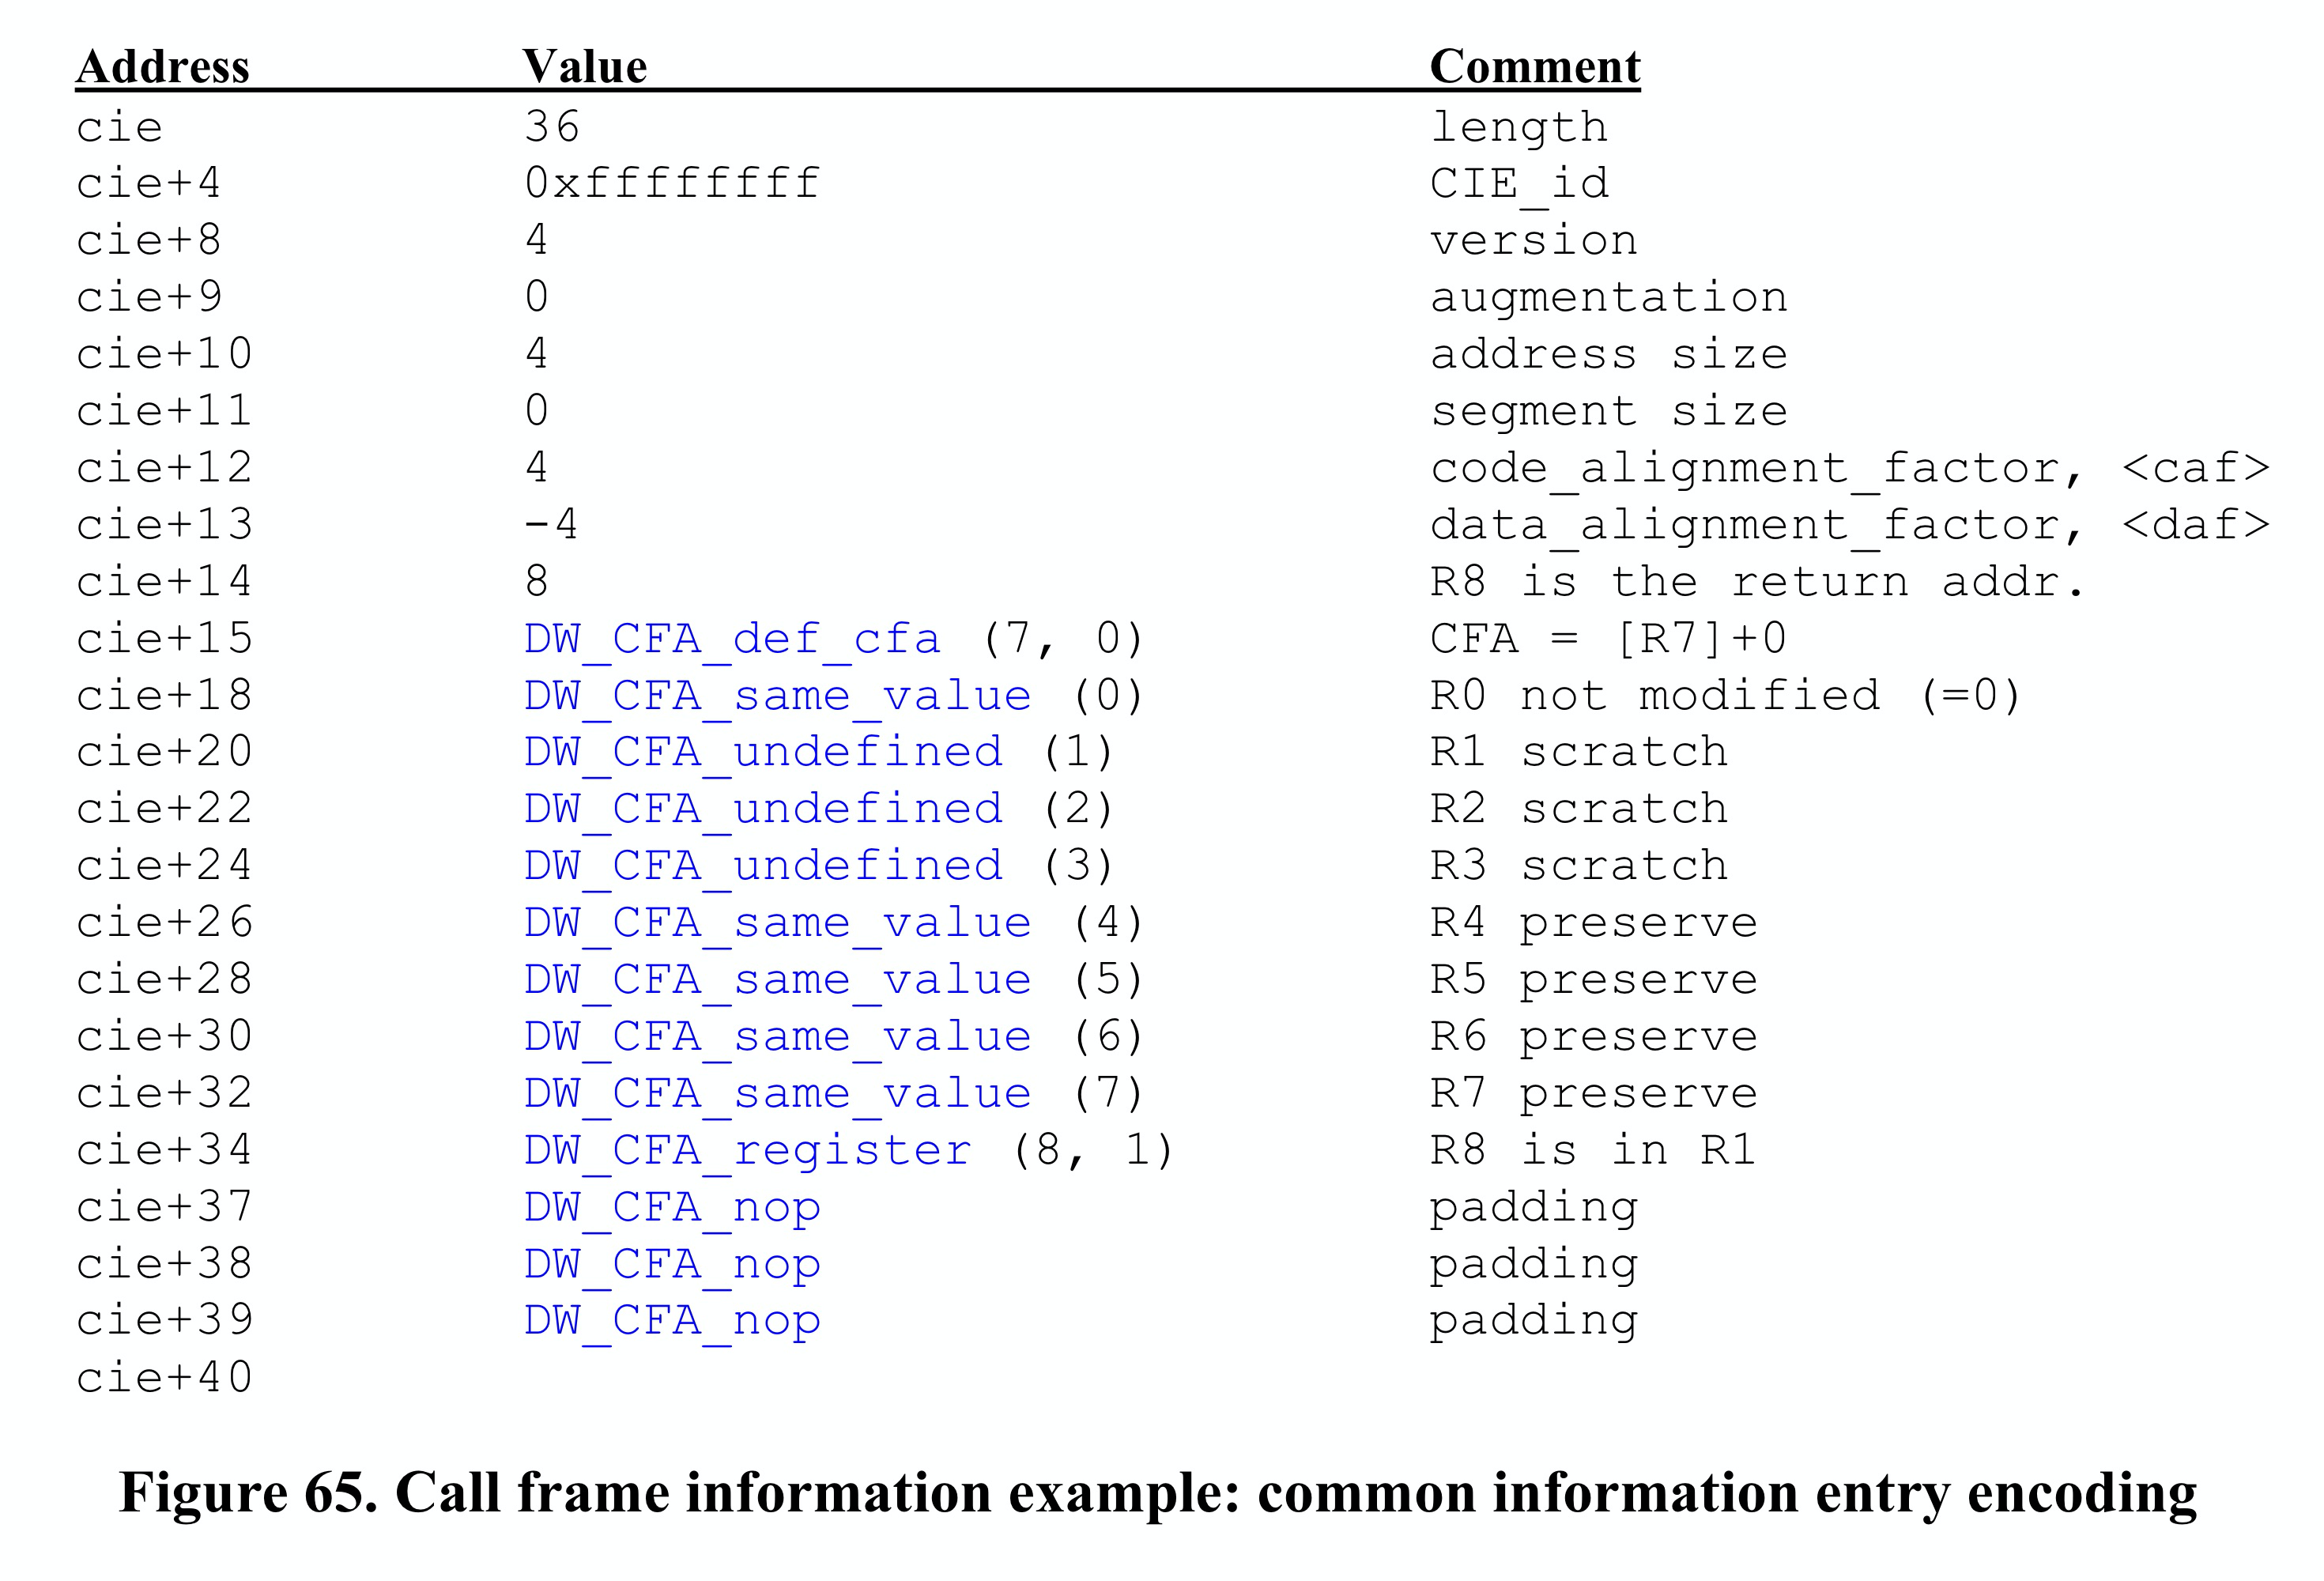 Address Value Comment
cie 36 length
cie+4 0xffffffff CIE_id
cie+8 4 version
cie+9 0 augmentation
cie+10 4 address size
cie+11 0 segment size
cie+12 4 code_alignment_factor, <caf>
cie+13 -4 data_alignment_factor, <daf>
cie+14 8 R8 is the return addr.
cie+15 DW_CFA_def_cfa (7, 0) CFA = [R7]+0
cie+18 DW_CFA_same_value (0) R0 not modified (=0)
cie+20 DW_CFA_undefined (1) R1 scratch
cie+22 DW_CFA_undefined (2) R2 scratch
cie+24 DW_CFA_undefined (3) R3 scratch
cie+26 DW_CFA_same_value (4) R4 preserve
cie+28 DW_CFA_same_value (5) R5 preserve
cie+30 DW_CFA_same_value (6) R6 preserve
cie+32 DW_CFA_same_value (7) R7 preserve
cie+34 DW_CFA_register (8, 1) R8 is in R1
cie+37 DW_CFA_nop padding
cie+38 DW_CFA_nop padding
cie+39 DW_CFA_nop padding
cie+40
Figure 65. Call frame information example: common information entry encoding